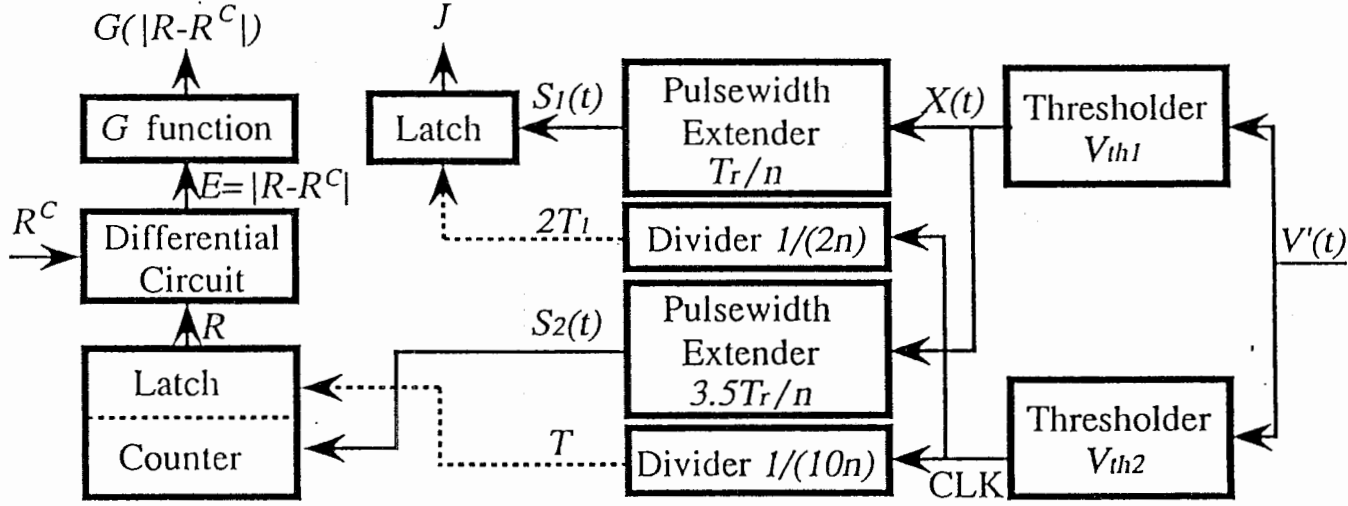 G(|R-R^C|)
J
G function
Latch
S1(t)
Pulsewidth
Extender
Tr/n
X(t)
Thresholder
Vth1
E=|R-R^C|
R^C
Differential
Circuit
2T1
Divider 1/(2n)
V'(t)
R
S2(t)
Pulsewidth
Extender
3.5Tr/n
Latch
Counter
T
Divider 1/(10n)
CLK
Thresholder
Vth2